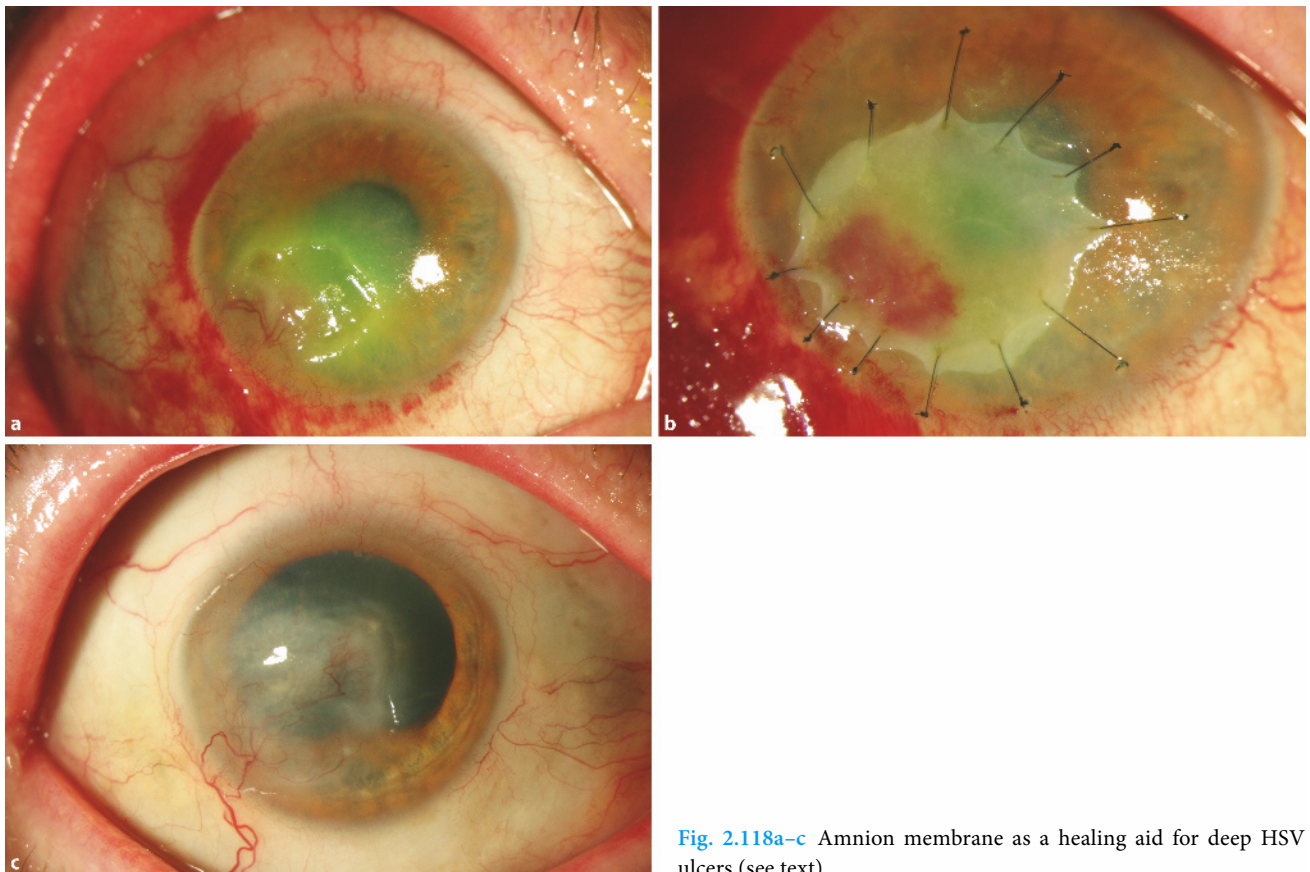 a
b
c
Fig. 2.118a–c Amnion membrane as a healing aid for deep HSV
ulcers (see text)